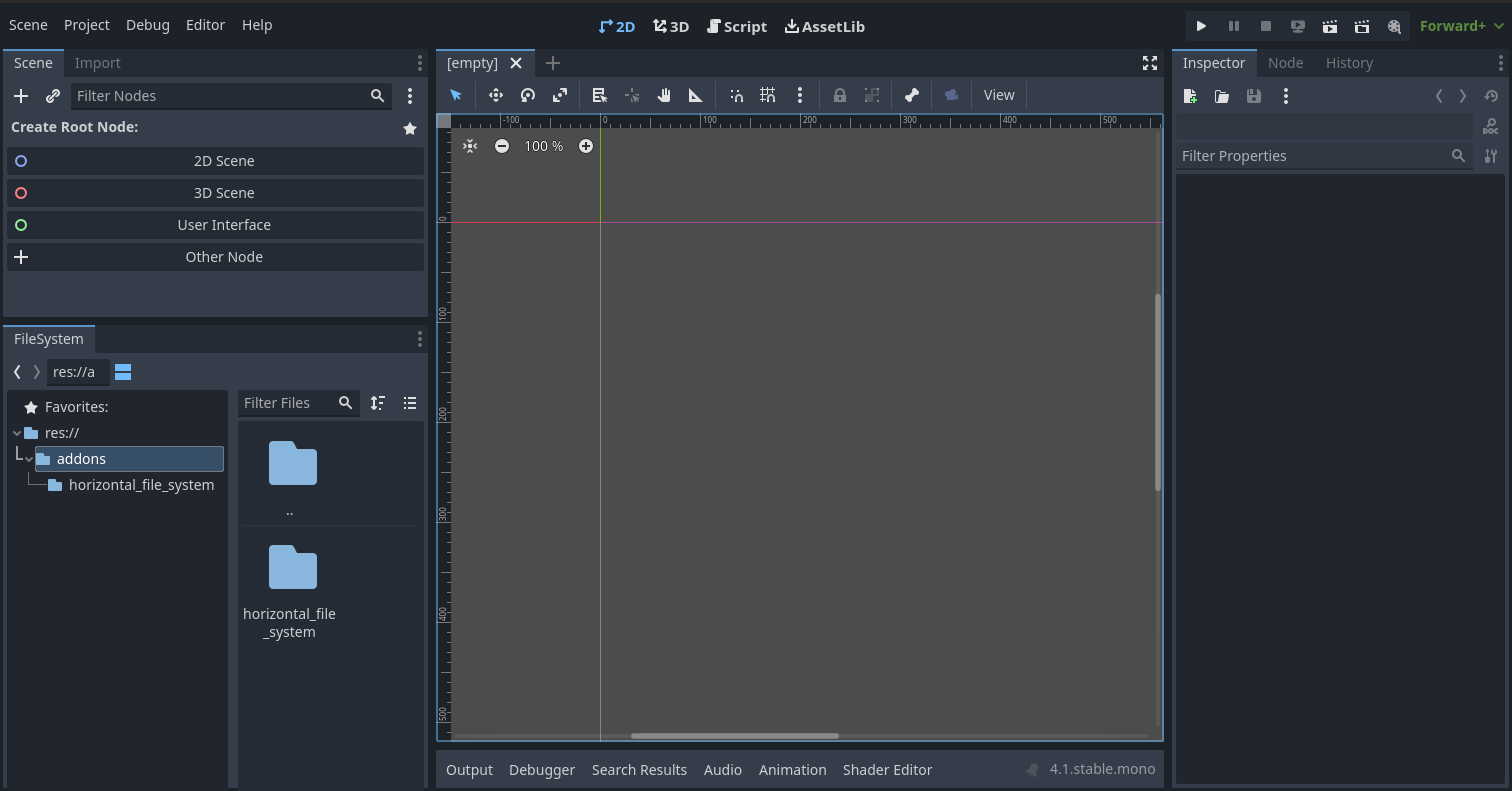 Scene Project Debug Editor Help 2D 3D Script AssetLib Forward+
Scene Import
Filter Nodes
Create Root Node:
2D Scene
3D Scene
User Interface
Other Node
FileSystem
res://a
Favorites:
res://
addons
horizontal_file_system
Filter Files
..
horizontal_file
_system
[empty]
View
-100 0 100 200 300 400 500
100 %
0
100
200
300
400
500
Output Debugger Search Results Audio Animation Shader Editor 4.1.stable.mono
Inspector Node History
DOC
Filter Properties